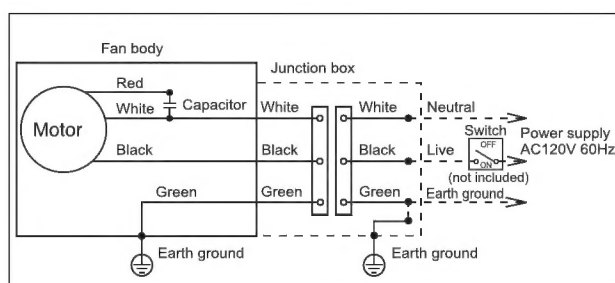 Fan body
Junction box
Red
White
Capacitor
White
White
Neutral
Switch
OFF
ON
Power supply
AC120V 60Hz
Motor
Black
Black
Black
Live
(not included)
Green
Green
Green
Earth ground
Earth ground
Earth ground